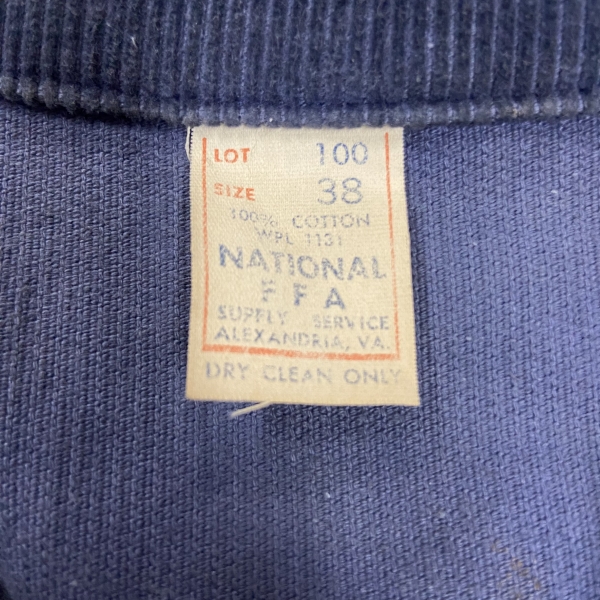 LOT 100
SIZE 38
100% COTTON
WPL 1131
NATIONAL
F F A
SUPPLY SERVICE
ALEXANDRIA, VA.
DRY CLEAN ONLY